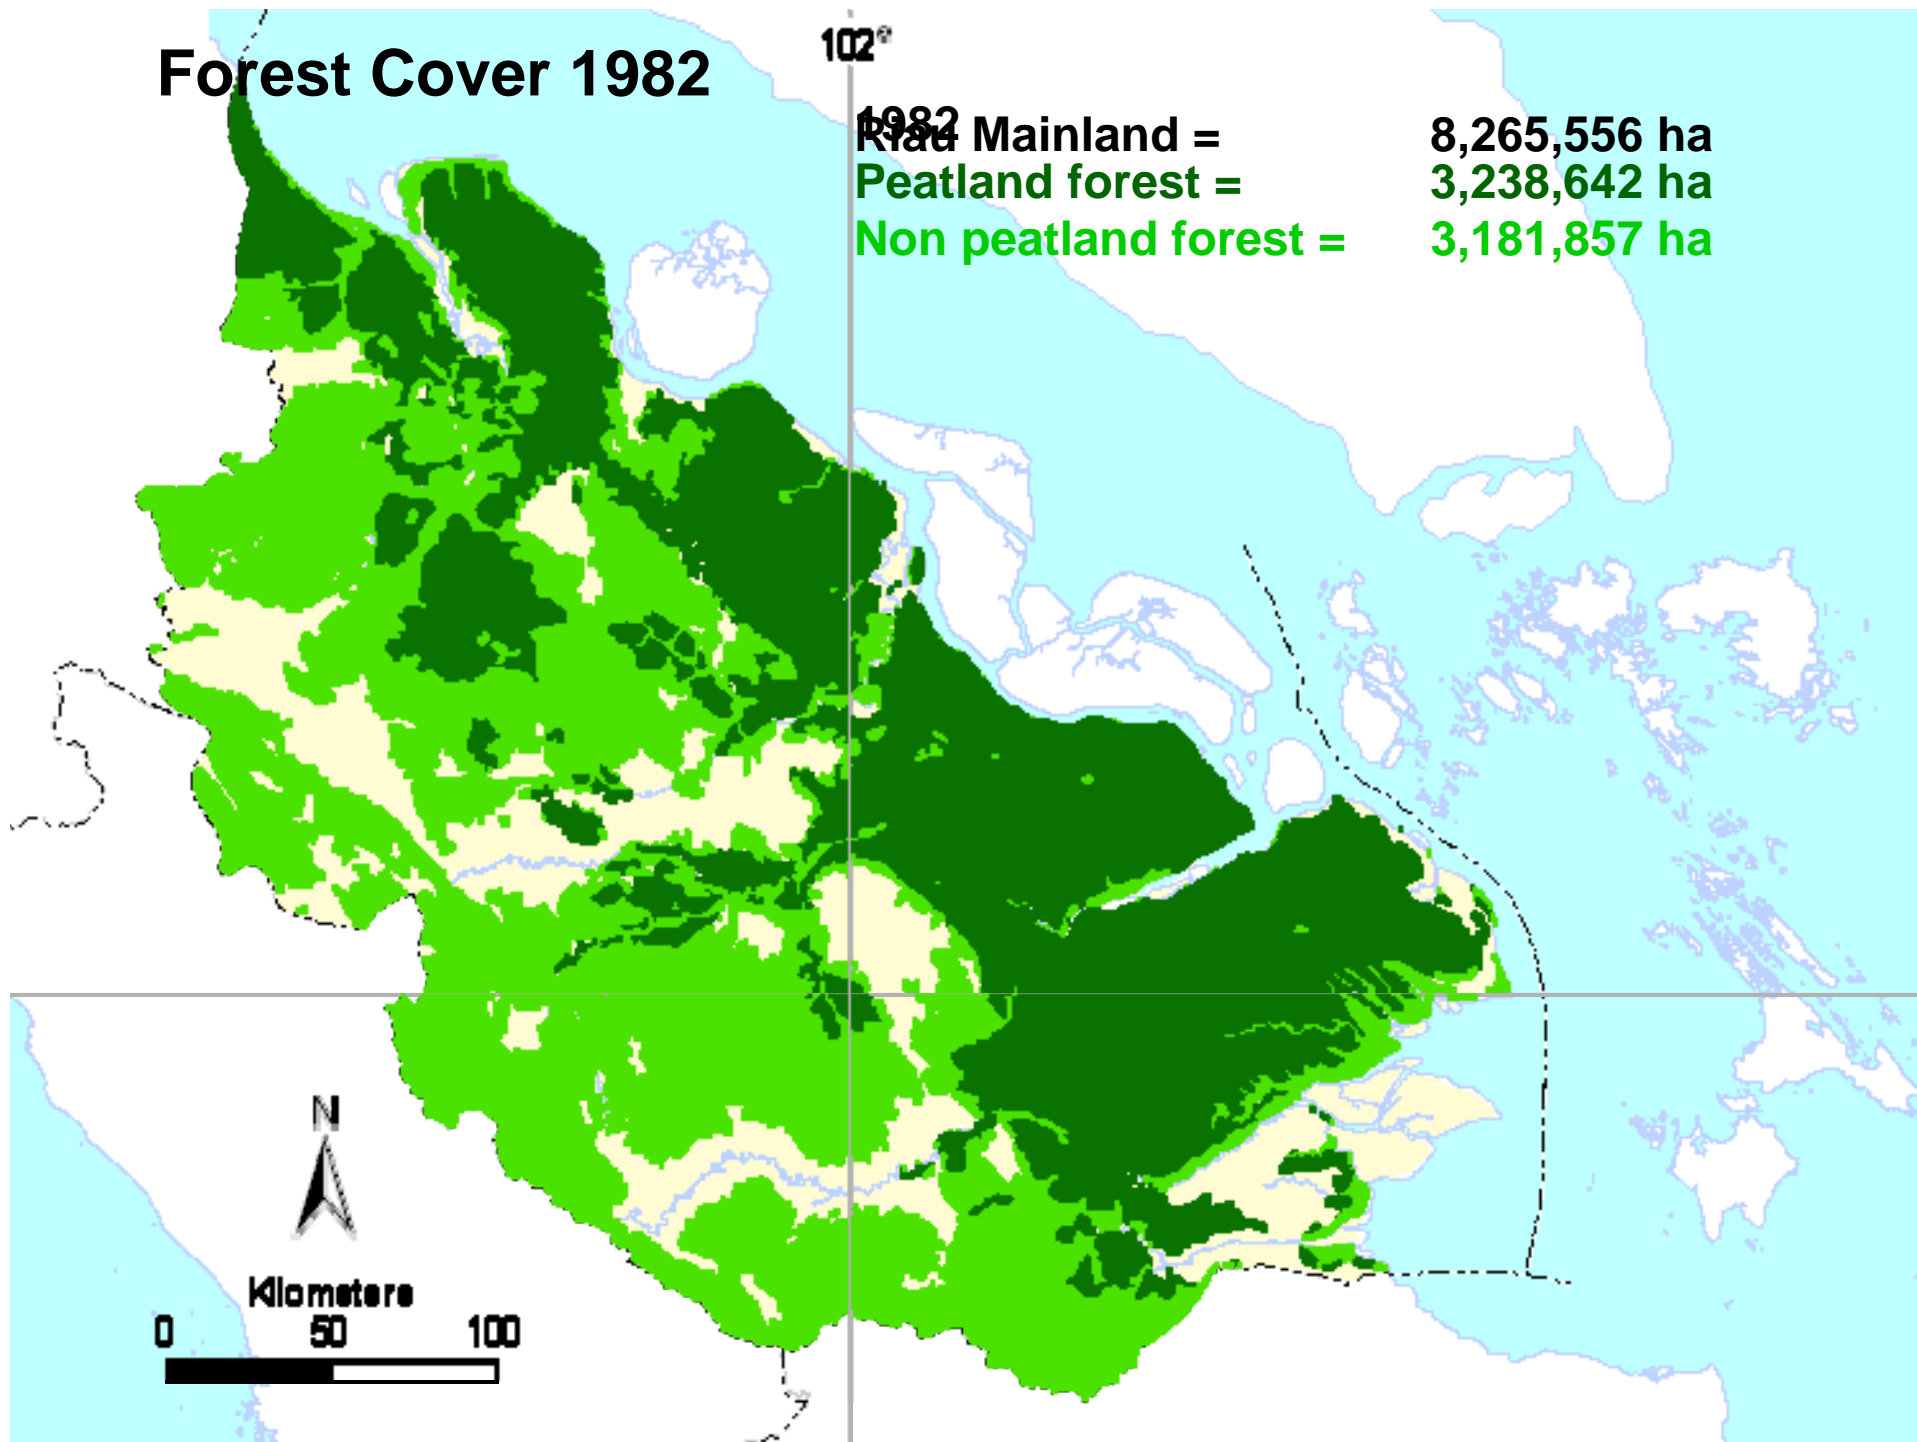 Forest Cover 1982
102°
1982
Riau Mainland = 8,265,556 ha
Peatland forest = 3,238,642 ha
Non peatland forest = 3,181,857 ha
N
Kilometers
0 50 100